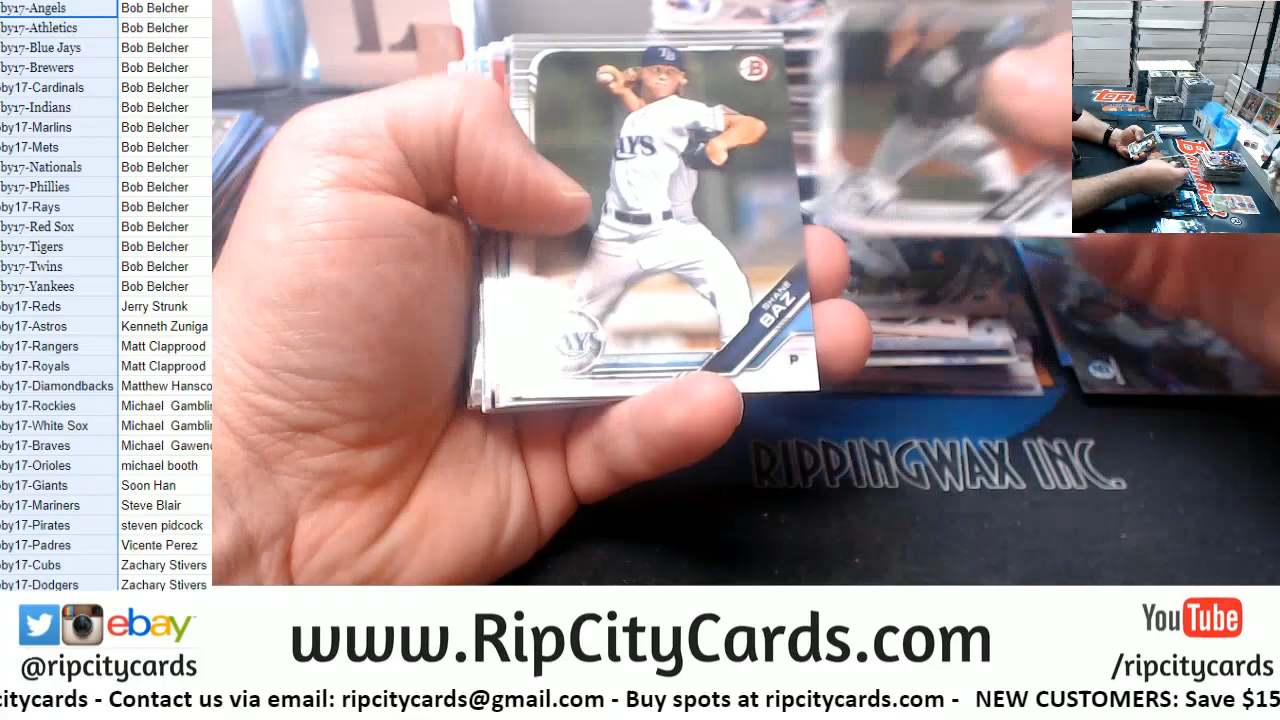 by17-Angels Bob Belcher
by17-Athletics Bob Belcher
by17-Blue Jays Bob Belcher
by17-Brewers Bob Belcher
by17-Cardinals Bob Belcher
by17-Indians Bob Belcher
by17-Marlins Bob Belcher
by17-Mets Bob Belcher
by17-Nationals Bob Belcher
by17-Phillies Bob Belcher
by17-Rays Bob Belcher
by17-Red Sox Bob Belcher
by17-Tigers Bob Belcher
by17-Twins Bob Belcher
by17-Yankees Bob Belcher
by17-Reds Jerry Strunk
by17-Astros Kenneth Zuniga
by17-Rangers Matt Clapprood
by17-Royals Matt Clapprood
by17-Diamondbacks Matthew Hansco
by17-Rockies Michael Gamblin
by17-White Sox Michael Gamblin
by17-Braves Michael Gawenc
by17-Orioles michael booth
by17-Giants Soon Han
by17-Mariners Steve Blair
by17-Pirates steven pidcock
by17-Padres Vicente Perez
by17-Cubs Zachary Stivers
by17-Dodgers Zachary Stivers
TB
B
RAYS
SHANE
BAZ
RAYS
P
TOPPS
BOWMAN
RIPPINGWAX INC.
ebay
@ripcitycards
www.RipCityCards.com
YouTube
/ripcitycards
citycards - Contact us via email: ripcitycards@gmail.com - Buy spots at ripcitycards.com - NEW CUSTOMERS: Save $15